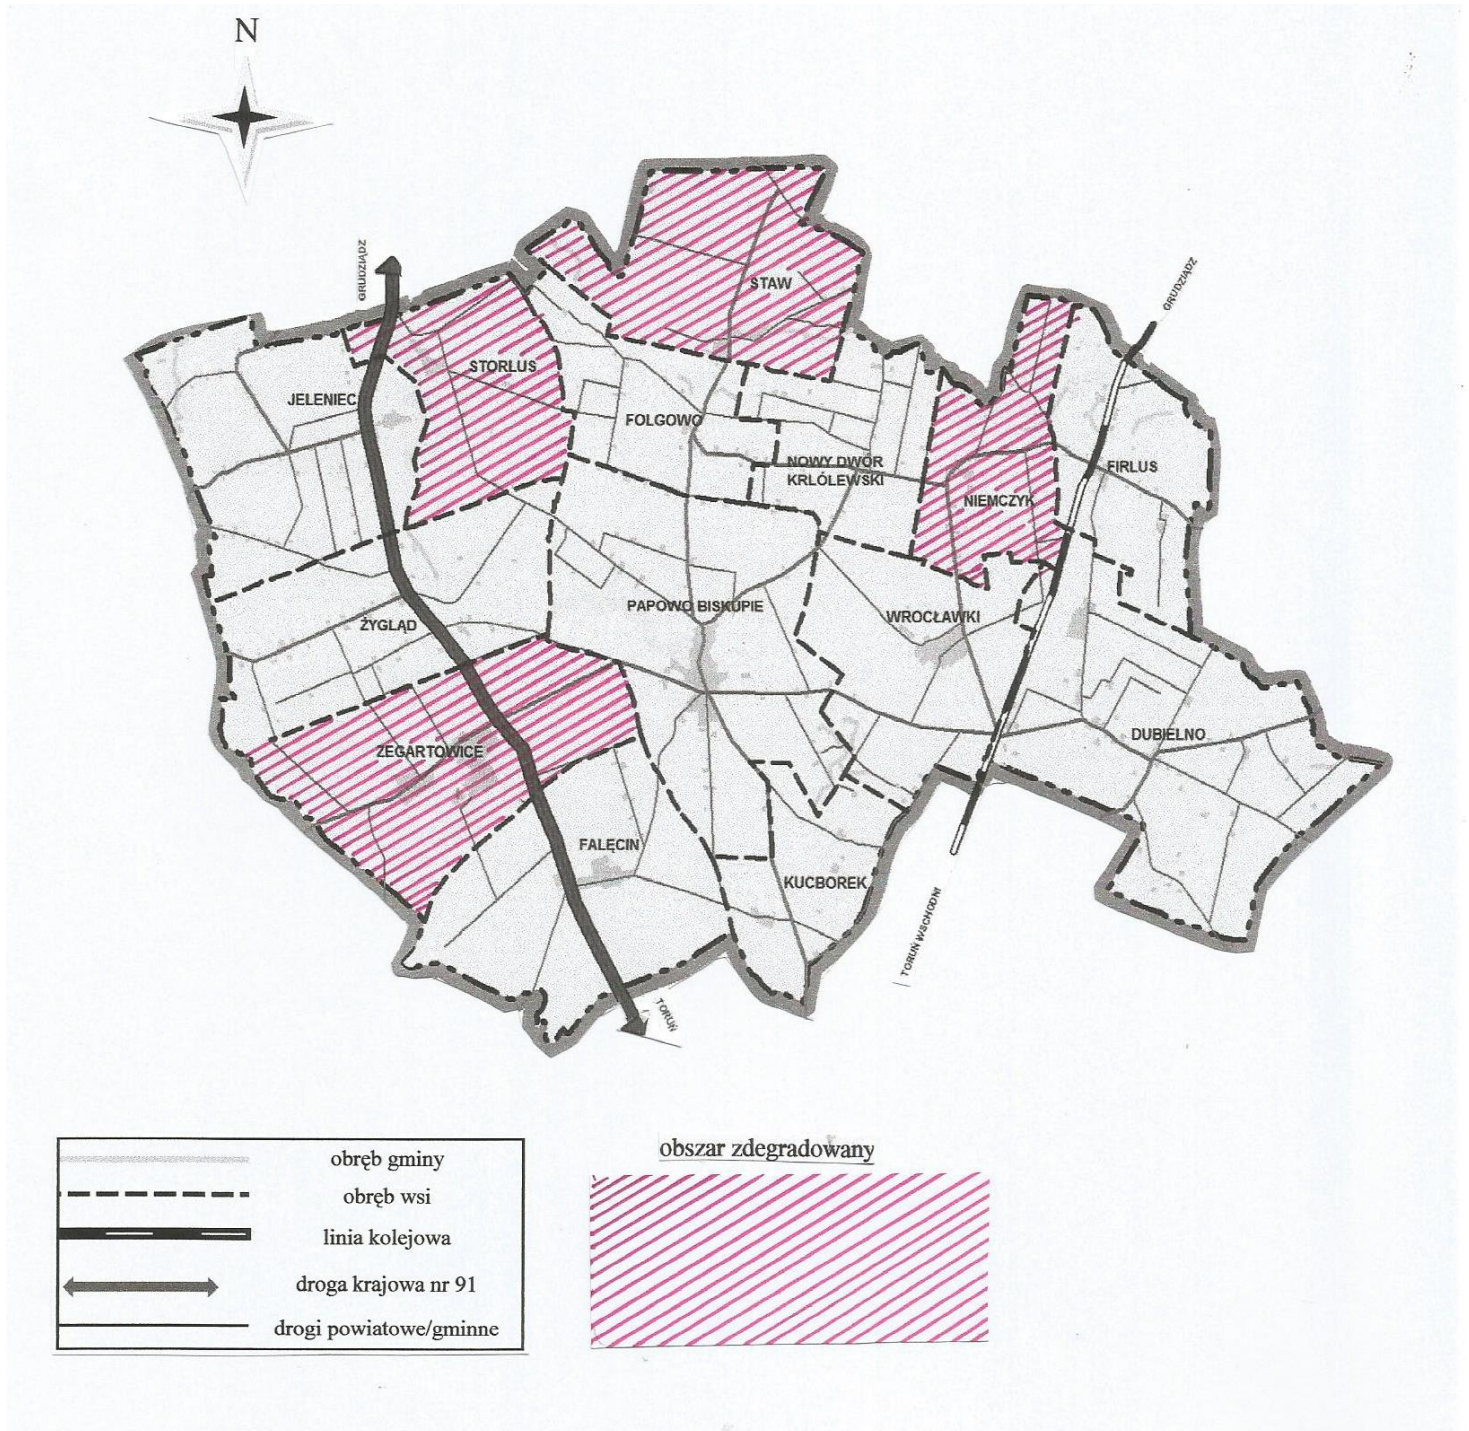 N
GRUDZIĄDZ
GRUDZIĄDZ
STAW
STORLUS
JELENIEC
FOLGOWO
NOWY DWÓR
KRLÓLEWSKI
FIRLUS
NIEMCZYK
PAPOWO BISKUPIE
WROCŁAWKI
ŻYGLĄD
DUBIELNO
ZEGARTOWICE
FALĘCIN
KUCBOREK
TORUŃ WSCHODNI
TORUŃ
obręb gminy
obręb wsi
linia kolejowa
droga krajowa nr 91
drogi powiatowe/gminne
obszar zdegradowany